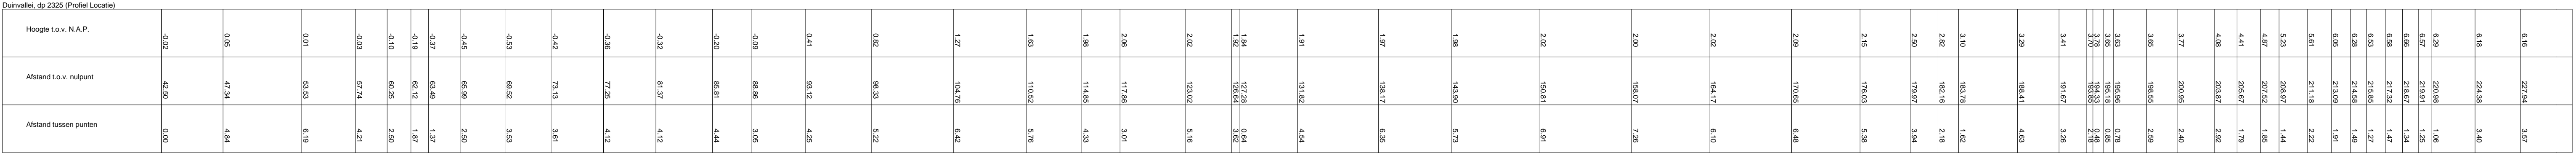 Duinvallei, dp 2325 (Profiel Locatie)
Hoogte t.o.v. N.A.P. -0.02 0.05 0.01 -0.03 -0.10 -0.19 -0.37 -0.45 -0.53 -0.42 -0.36 -0.32 -0.20 -0.09 0.41 0.82 1.27 1.63 1.98 2.06 2.02 1.92 1.84 1.91 1.97 1.98 2.02 2.00 2.02 2.09 2.15 2.50 2.82 3.10 3.29 3.41 3.70 3.78 3.65 3.63 3.65 3.77 4.08 4.41 4.87 5.23 5.61 6.05 6.28 6.53 6.58 6.66 6.57 6.29 6.18 6.16
Afstand t.o.v. nulpunt 42.50 47.34 53.53 57.74 60.25 62.12 63.49 65.99 69.52 73.13 77.25 81.37 85.81 88.86 93.12 98.33 104.76 110.52 114.85 117.86 123.02 126.64 127.28 131.82 138.17 143.90 150.81 158.07 164.17 170.65 176.03 179.97 182.16 183.78 188.41 191.67 193.85 194.33 195.18 195.96 198.55 200.95 203.87 205.67 207.52 208.97 211.18 213.09 214.58 215.85 217.32 218.67 219.91 220.98 224.38 227.94
Afstand tussen punten 0.00 4.84 6.19 4.21 2.50 1.87 1.37 2.50 3.53 3.61 4.12 4.12 4.44 3.05 4.25 5.22 6.42 5.76 4.33 3.01 5.16 3.62 0.64 4.54 6.35 5.73 6.91 7.26 6.10 6.48 5.38 3.94 2.18 1.62 4.63 3.26 2.18 0.48 0.85 0.78 2.59 2.40 2.92 1.79 1.85 1.44 2.22 1.91 1.49 1.27 1.47 1.34 1.25 1.06 3.40 3.57